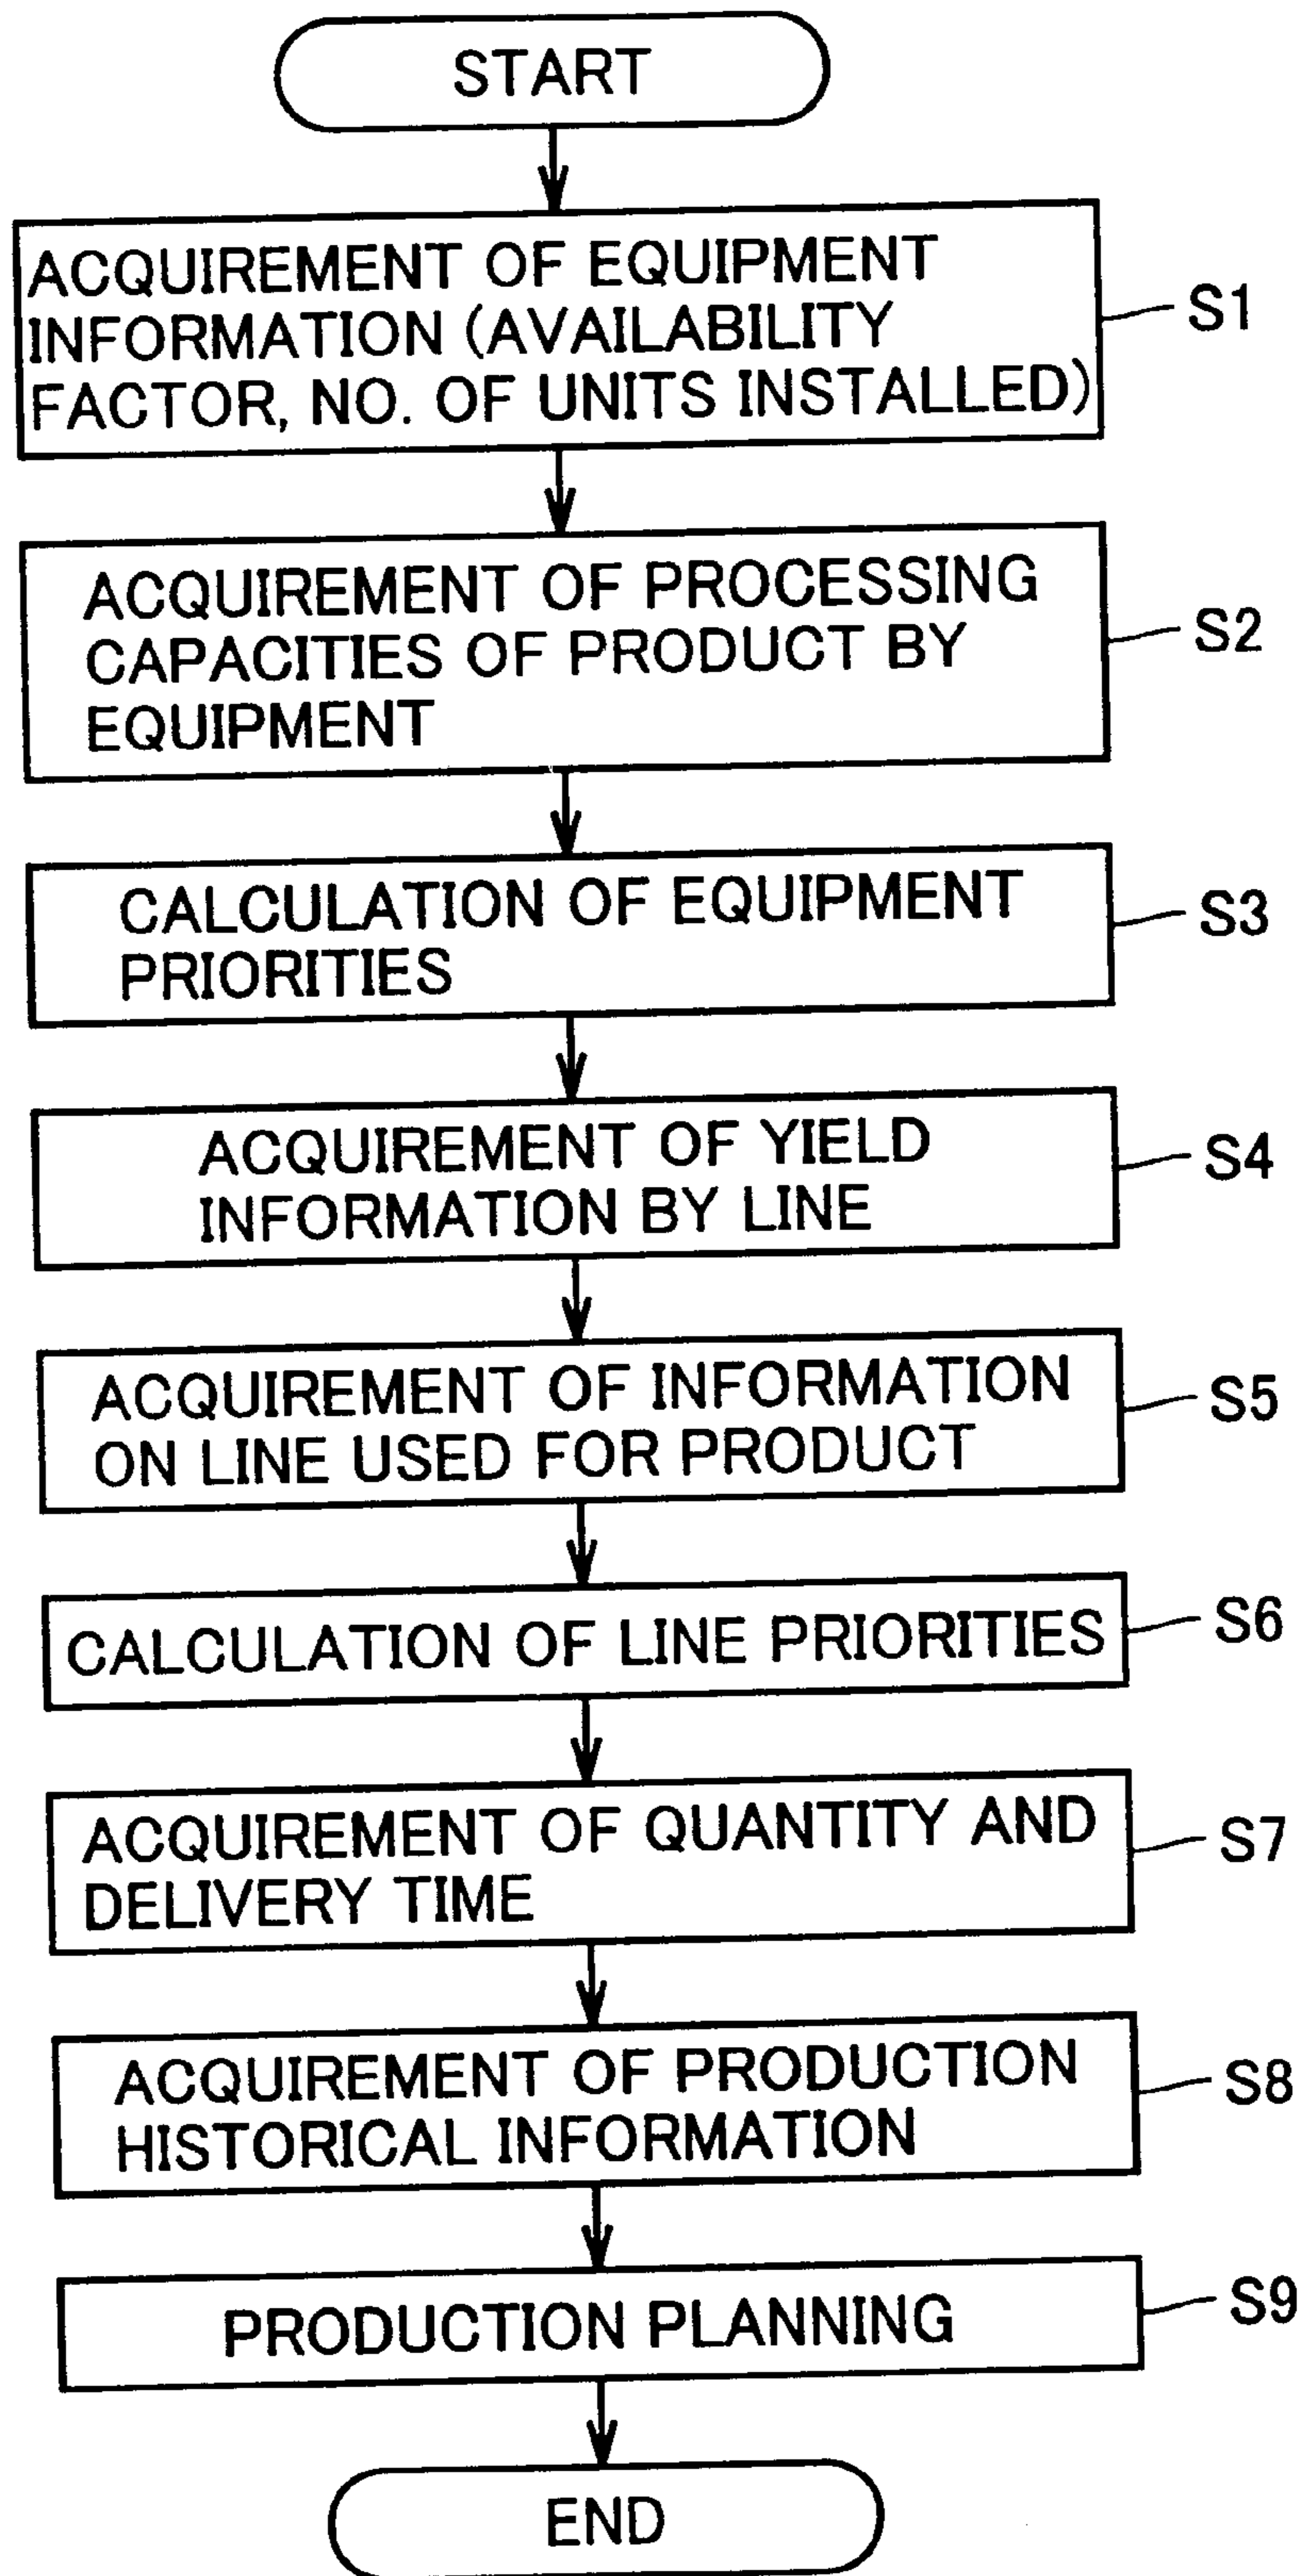 START
ACQUIREMENT OF EQUIPMENT
INFORMATION (AVAILABILITY
FACTOR, NO. OF UNITS INSTALLED)
S1
ACQUIREMENT OF PROCESSING
CAPACITIES OF PRODUCT BY
EQUIPMENT
S2
CALCULATION OF EQUIPMENT
PRIORITIES
S3
ACQUIREMENT OF YIELD
INFORMATION BY LINE
S4
ACQUIREMENT OF INFORMATION
ON LINE USED FOR PRODUCT
S5
CALCULATION OF LINE PRIORITIES
S6
ACQUIREMENT OF QUANTITY AND
DELIVERY TIME
S7
ACQUIREMENT OF PRODUCTION
HISTORICAL INFORMATION
S8
PRODUCTION PLANNING
S9
END